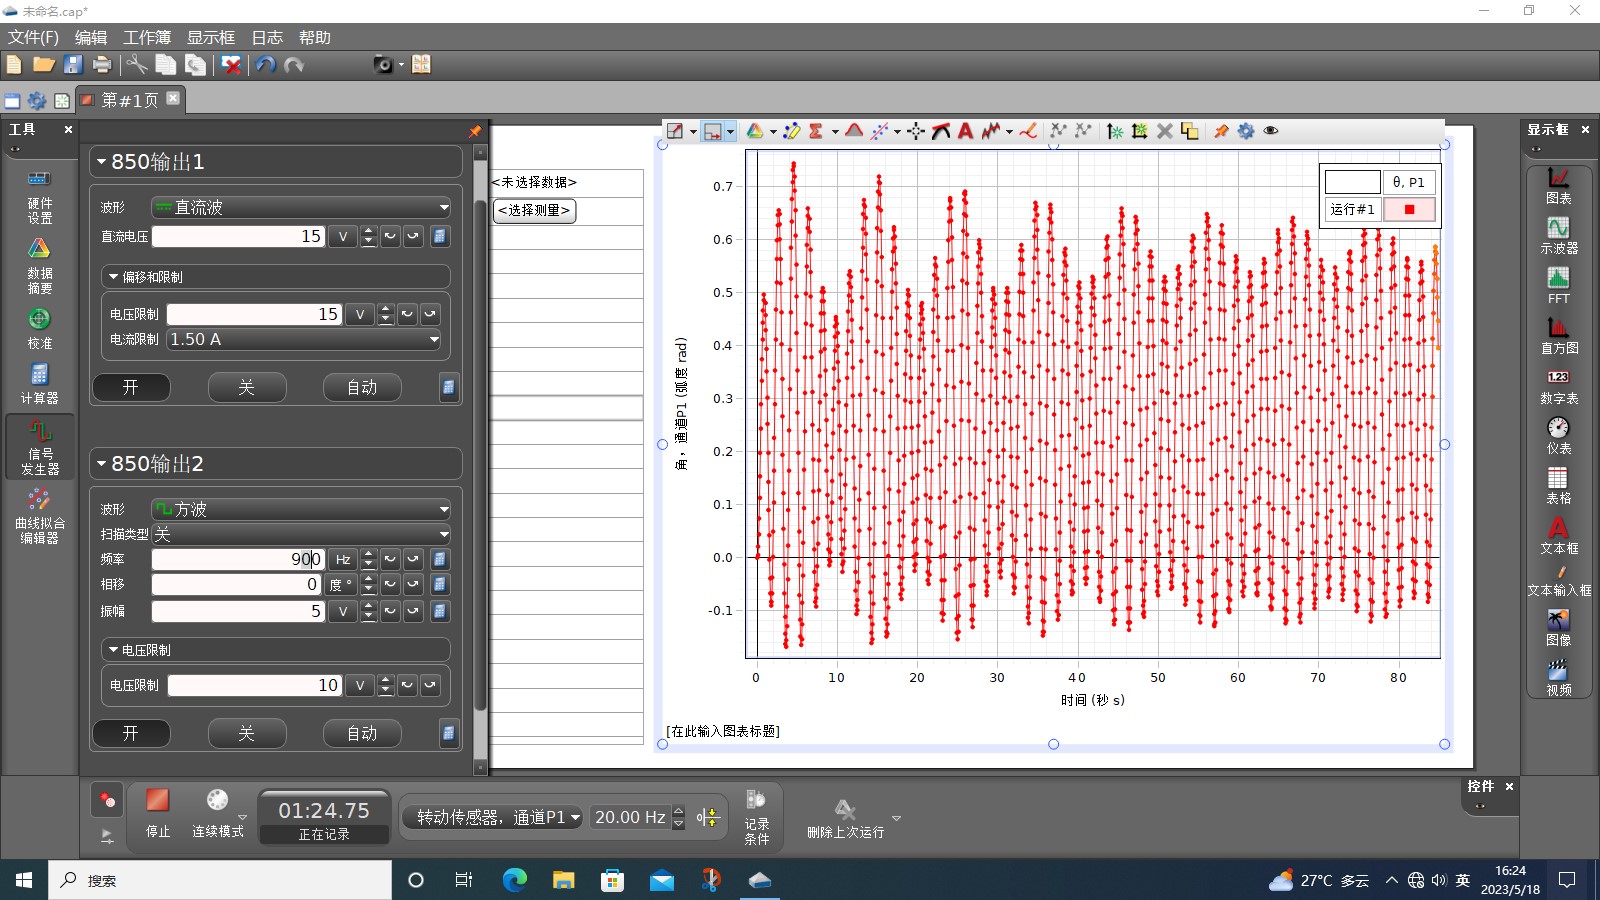 未命名.cap*
文件(F) 编辑 工作簿 显示框 日志 帮助
第#1页
工具
硬件
设置
数据
摘要
校准
计算器
信号
发生器
曲线拟合
编辑器
850输出1
波形 直流波
直流电压 15 V
偏移和限制
电压限制 15 V
电流限制 1.50 A
开 关 自动
850输出2
波形 方波
扫描类型 关
频率 900 Hz
相移 0 度 °
振幅 5 V
电压限制
电压限制 10 V
开 关 自动
<未选择数据>
<选择测量>
θ, P1
运行#1
角，通道P1 (弧度 rad)
0.7
0.6
0.5
0.4
0.3
0.2
0.1
0.0
-0.1
0 10 20 30 40 50 60 70 80
时间 (秒 s)
[在此输入图表标题]
显示框
图表
示波器
FFT
直方图
1.23
数字表
仪表
表格
A
文本框
文本输入框
图像
视频
控件
停止
连续模式
01:24.75
正在记录
转动传感器，通道P1
20.00 Hz
记录
条件
删除上次运行
搜索
27°C 多云
英
16:24
2023/5/18